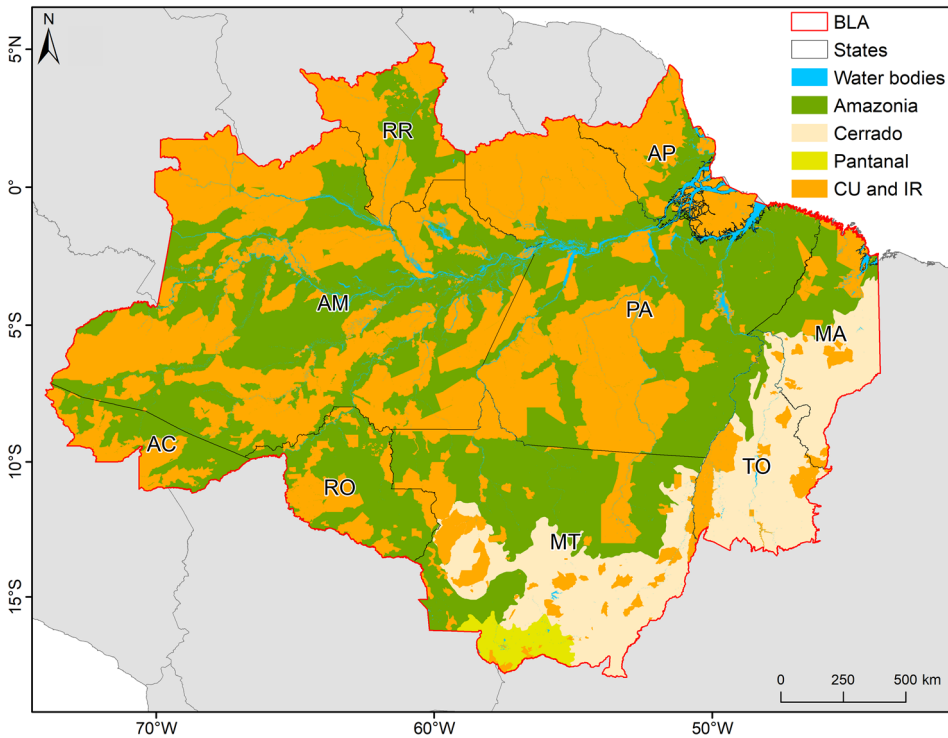 N
BLA
States
Water bodies
Amazonia
Cerrado
Pantanal
CU and IR
5°N
0°
5°S
10°S
15°S
RR
AP
AM
PA
MA
AC
RO
TO
MT
0 250 500 km
70°W 60°W 50°W